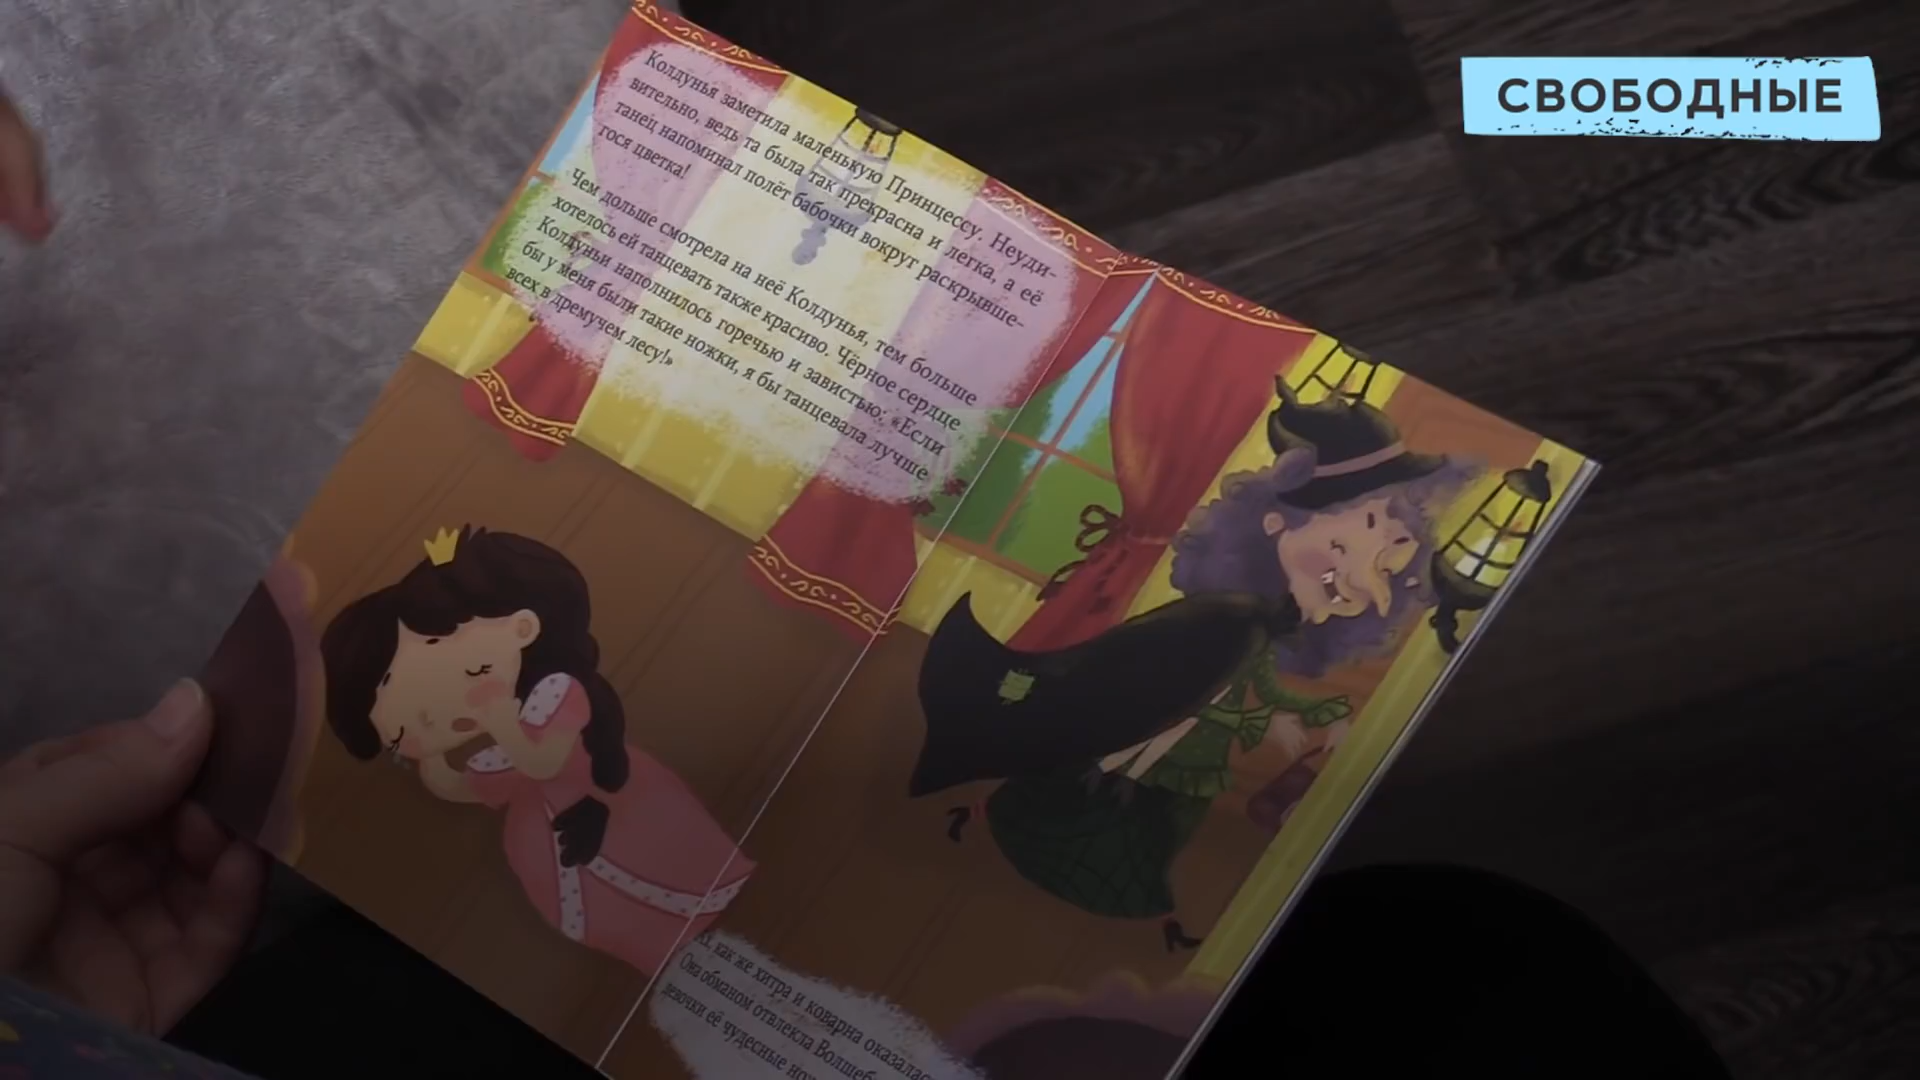 СВОБОДНЫЕ
Колдунья заметила маленькую Принцессу. Неуди-
вительно, ведь та была так прекрасна и легка, а её
танец напоминал полёт бабочки вокруг раскрывше-
гося цветка!
Чем дольше смотрела на неё Колдунья, тем больше
хотелось ей танцевать также красиво. Чёрное сердце
Колдуньи наполнилось горечью и завистью: «Если
бы у меня были такие ножки, я бы танцевала лучше
всех в дремучем лесу!»
Ах, как же хитра и коварна оказалас
Она обманом отвлекла Волшеб
девочки её чудесные но